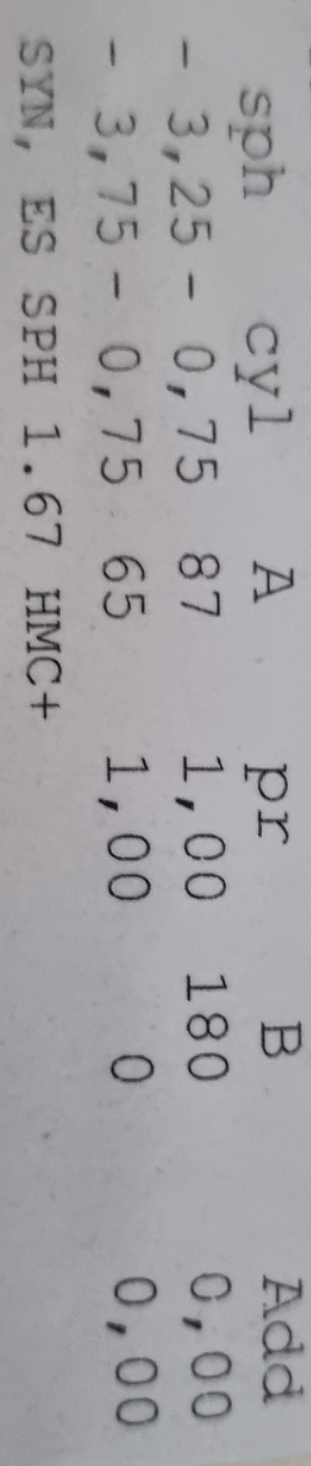 sph cyl A pr B Add
- 3,25 - 0,75 87 1,00 180 0,00
- 3,75 - 0,75 65 1,00 0 0,00
SYN, ES SPH 1.67 HMC+